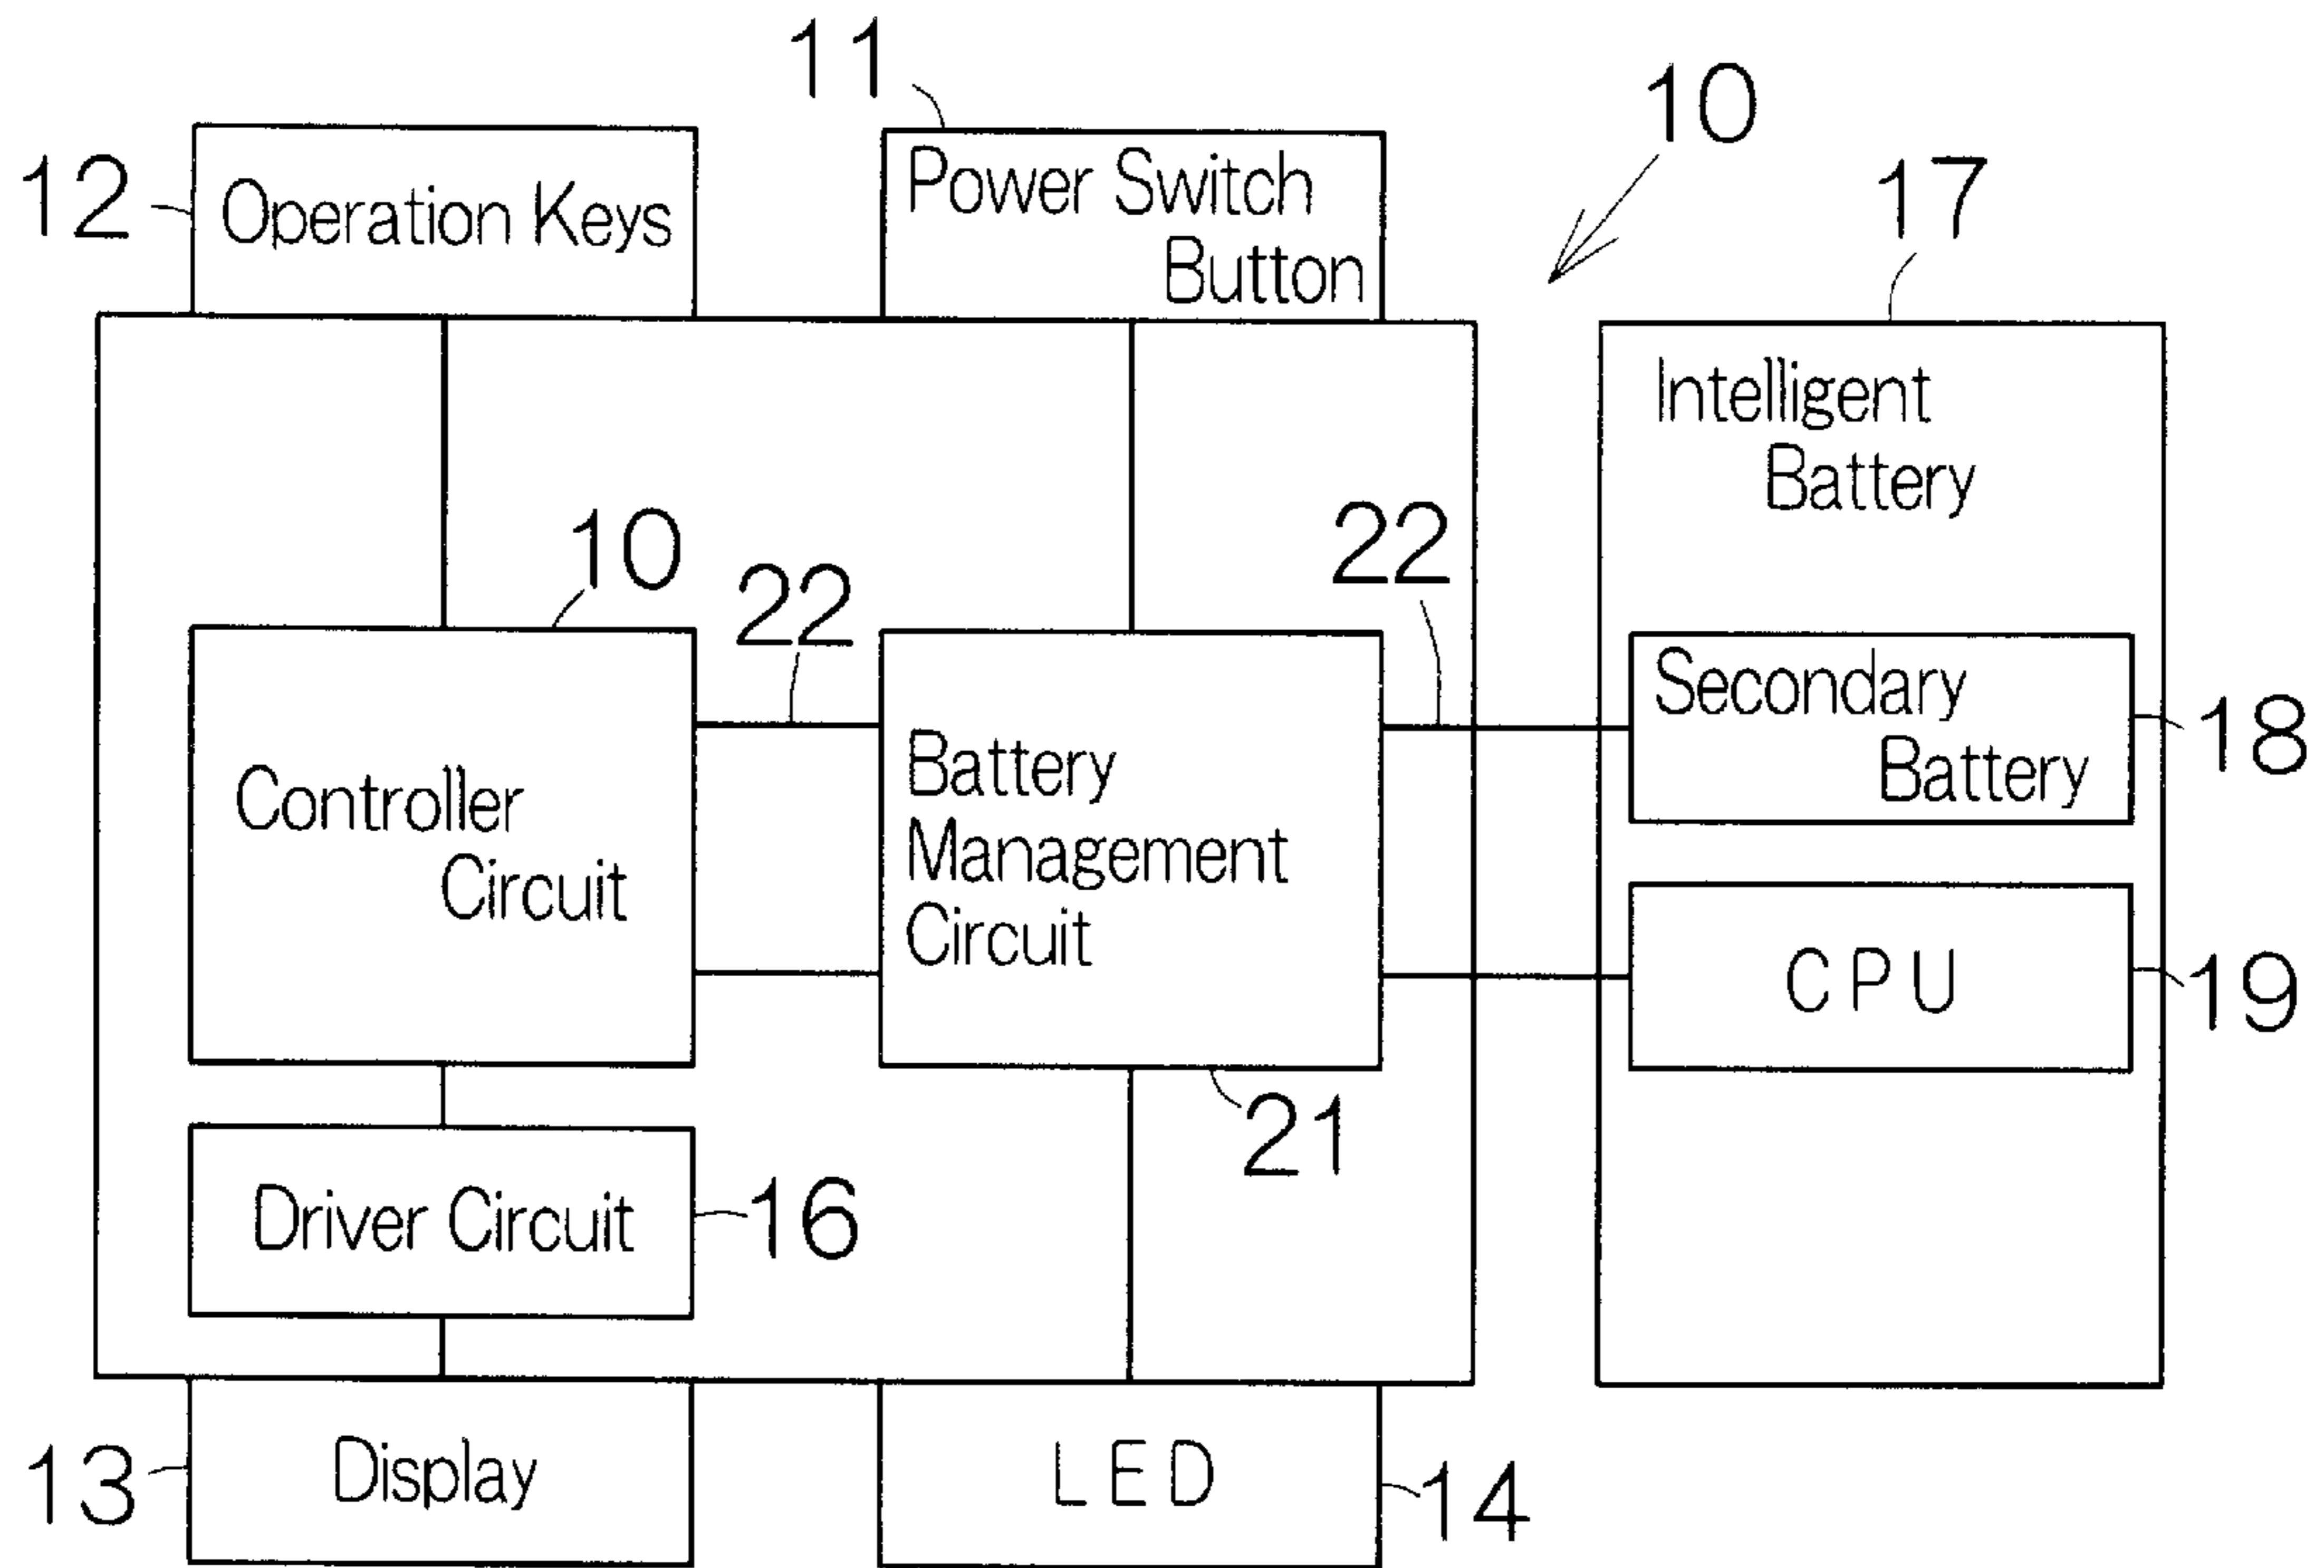 11
10
12
Operation Keys
Power Switch
Button
17
Intelligent
Battery
10
22
22
Controller
Circuit
Battery
Management
Circuit
Secondary
Battery
18
CPU
19
21
Driver Circuit
16
13
Display
LED
14